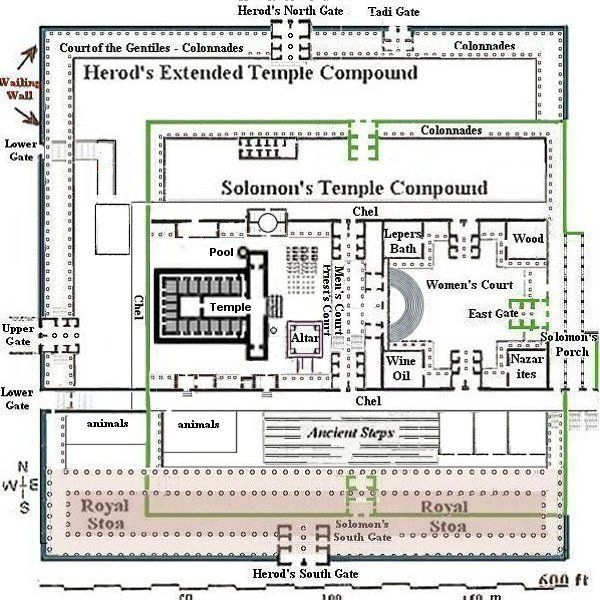 Herod's North Gate
Tadi Gate
Court of the Gentiles - Colonnades
Colonnades
Wailing
Wall
Herod's Extended Temple Compound
Lower
Gate
Colonnades
Solomon's Temple Compound
Chel
Lepers
Bath
Wood
Pool
Women's Court
Chel
Temple
Men's Court
Priest's Court
East Gate
Upper
Gate
Altar
Solomon's
Porch
Wine
Oil
Nazar
ites
Lower
Gate
Chel
animals
animals
Ancient Steps
N
W
E
S
Royal
Stoa
Royal
Stoa
Solomon's
South Gate
Herod's South Gate
600 ft
50
100
150 m